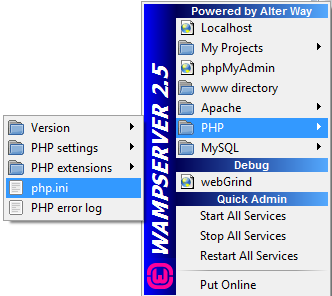 Powered by Alter Way
Localhost
My Projects
phpMyAdmin
www directory
Apache
PHP
MySQL
Debug
webGrind
Quick Admin
Start All Services
Stop All Services
Restart All Services
Put Online
WAMPSERVER 2.5
Version
PHP settings
PHP extensions
php.ini
PHP error log